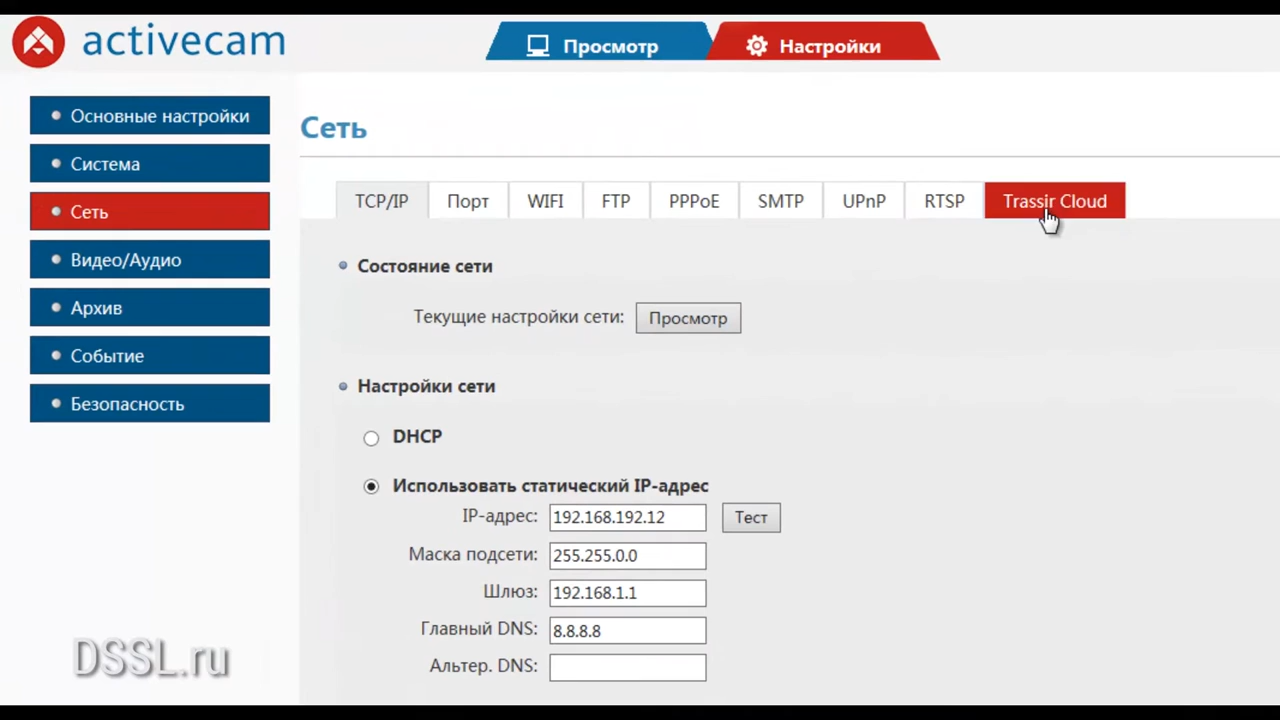 activecam
Просмотр
Настройки
Основные настройки
Система
Сеть
Видео/Аудио
Архив
Событие
Безопасность
Сеть
TCP/IP Порт WIFI FTP PPPoE SMTP UPnP RTSP Trassir Cloud
Состояние сети
Текущие настройки сети: Просмотр
Настройки сети
DHCP
Использовать статический IP-адрес
IP-адрес: 192.168.192.12 Тест
Маска подсети: 255.255.0.0
Шлюз: 192.168.1.1
Главный DNS: 8.8.8.8
Альтер. DNS:
DSSL.ru